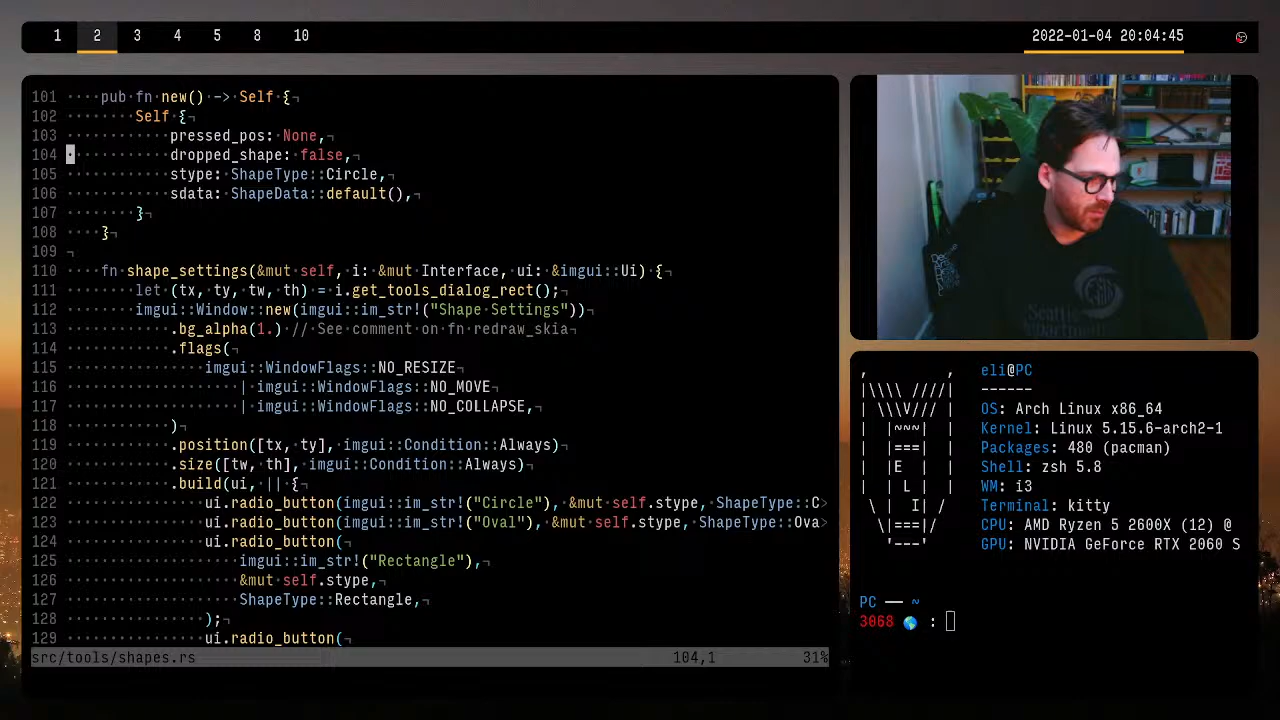 1 2 3 4 5 8 10
2022-01-04 20:04:45
101 ····pub·fn·new()·->·Self·{¬
102 ········Self·{¬
103 ············pressed_pos:·None,¬
104 ············dropped_shape:·false,¬
105 ············stype:·ShapeType::Circle,¬
106 ············sdata:·ShapeData::default(),¬
107 ········}¬
108 ····}¬
109 ¬
110 ····fn·shape_settings(&mut·self,·i:·&mut·Interface,·ui:·&imgui::Ui)·{¬
111 ········let·(tx,·ty,·tw,·th)·=·i.get_tools_dialog_rect();¬
112 ········imgui::Window::new(imgui::im_str!("Shape·Settings"))¬
113 ············.bg_alpha(1.)·//·See·comment·on·fn·redraw_skia¬
114 ············.flags(¬
115 ················imgui::WindowFlags::NO_RESIZE¬
116 ····················|·imgui::WindowFlags::NO_MOVE¬
117 ····················|·imgui::WindowFlags::NO_COLLAPSE,¬
118 ············)¬
119 ············.position([tx,·ty],·imgui::Condition::Always)¬
120 ············.size([tw,·th],·imgui::Condition::Always)¬
121 ············.build(ui,·||·{¬
122 ················ui.radio_button(imgui::im_str!("Circle"),·&mut·self.stype,·ShapeType::C>
123 ················ui.radio_button(imgui::im_str!("Oval"),·&mut·self.stype,·ShapeType::Ova>
124 ················ui.radio_button(¬
125 ····················imgui::im_str!("Rectangle"),¬
126 ····················&mut·self.stype,¬
127 ····················ShapeType::Rectangle,¬
128 ················);¬
129 ················ui.radio_button(¬
src/tools/shapes.rs 104,1 31%
, ,
|\\\\ ////| eli@PC
| \\\V/// | ------
| |~~~| | OS: Arch Linux x86_64
| |===| | Kernel: Linux 5.15.6-arch2-1
| |E | | Packages: 480 (pacman)
| | L | | Shell: zsh 5.8
\ | I| / WM: i3
\|===|/ Terminal: kitty
'---' CPU: AMD Ryzen 5 2600X (12) @
GPU: NVIDIA GeForce RTX 2060 S
PC — ~
3068 🌎 :